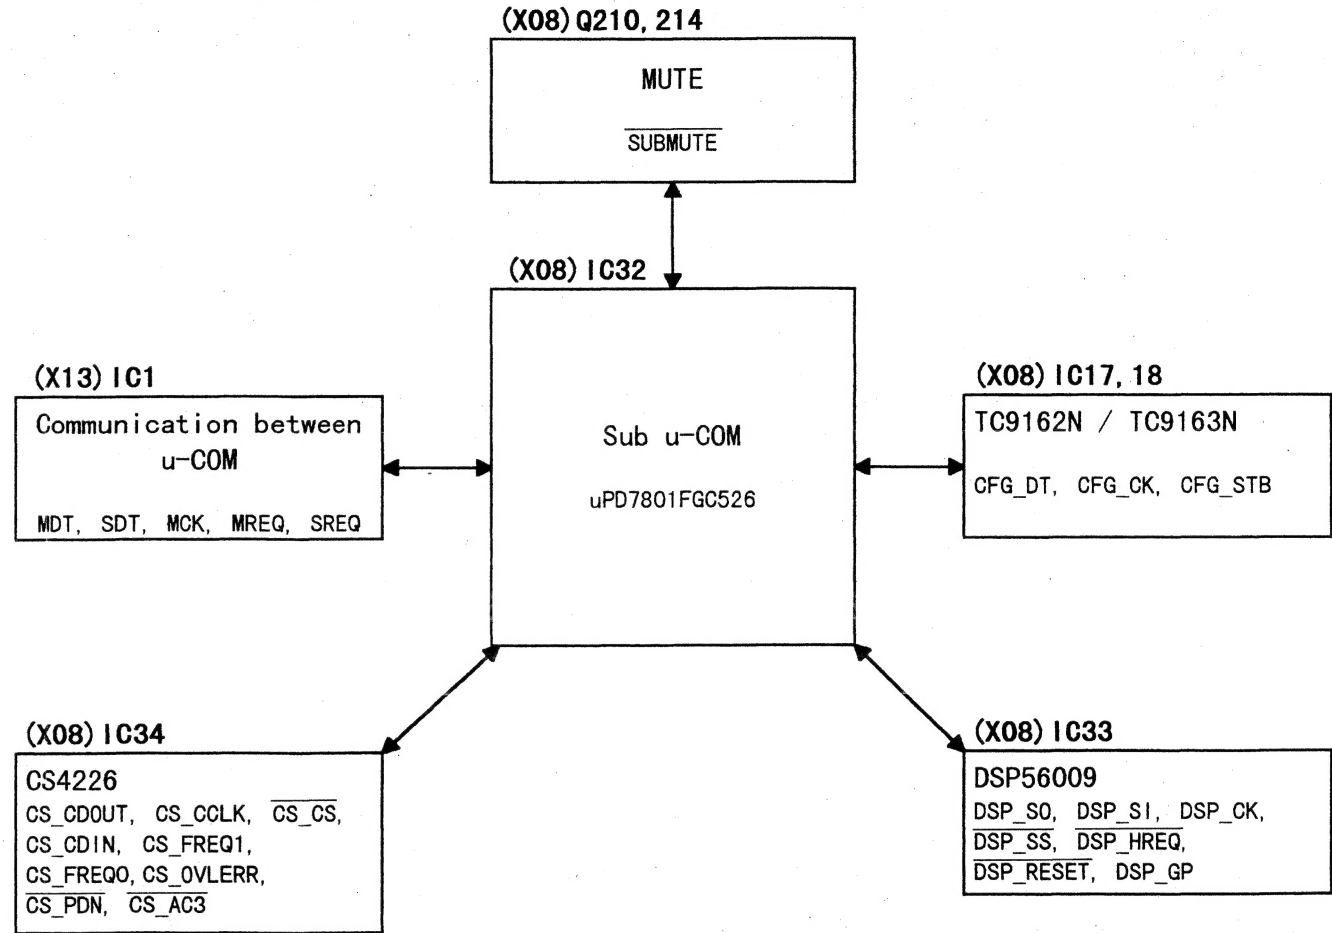 (X08) Q210, 214
MUTE
SUBMUTE
(X08) IC32
Sub u-COM
uPD7801FGC526
(X13) IC1
Communication between
u-COM
MDT, SDT, MCK, MREQ, SREQ
(X08) IC17, 18
TC9162N / TC9163N
CFG_DT, CFG_CK, CFG_STB
(X08) IC34
CS4226
CS_CDOUT, CS_CCLK, CS_CS,
CS_CDIN, CS_FREQ1,
CS_FREQ0, CS_OVLERR,
CS_PDN, CS_AC3
(X08) IC33
DSP56009
DSP_SO, DSP_SI, DSP_CK,
DSP_SS, DSP_HREQ,
DSP_RESET, DSP_GP